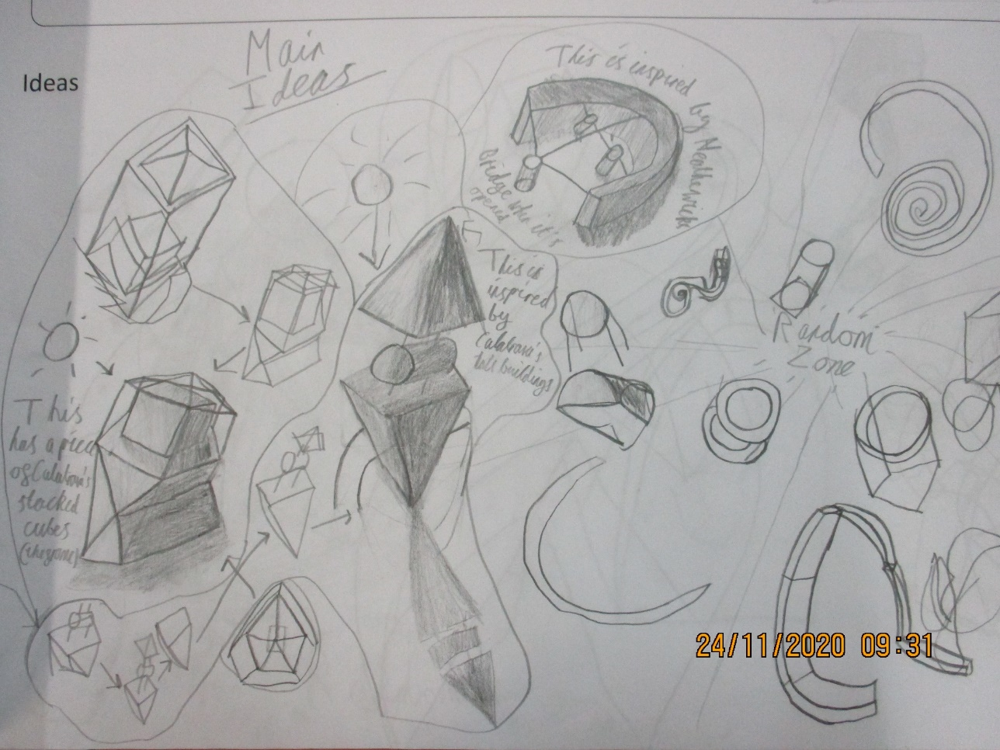 Ideas
Main
Ideas
This is inspired by Neatherwicks
Bridge when it's
opened
This is
inspired
by
Calatrava's
tall buildings
This
has a piece
of Calatrava's
stacked
cubes
Random
Zone
24/11/2020 09:31